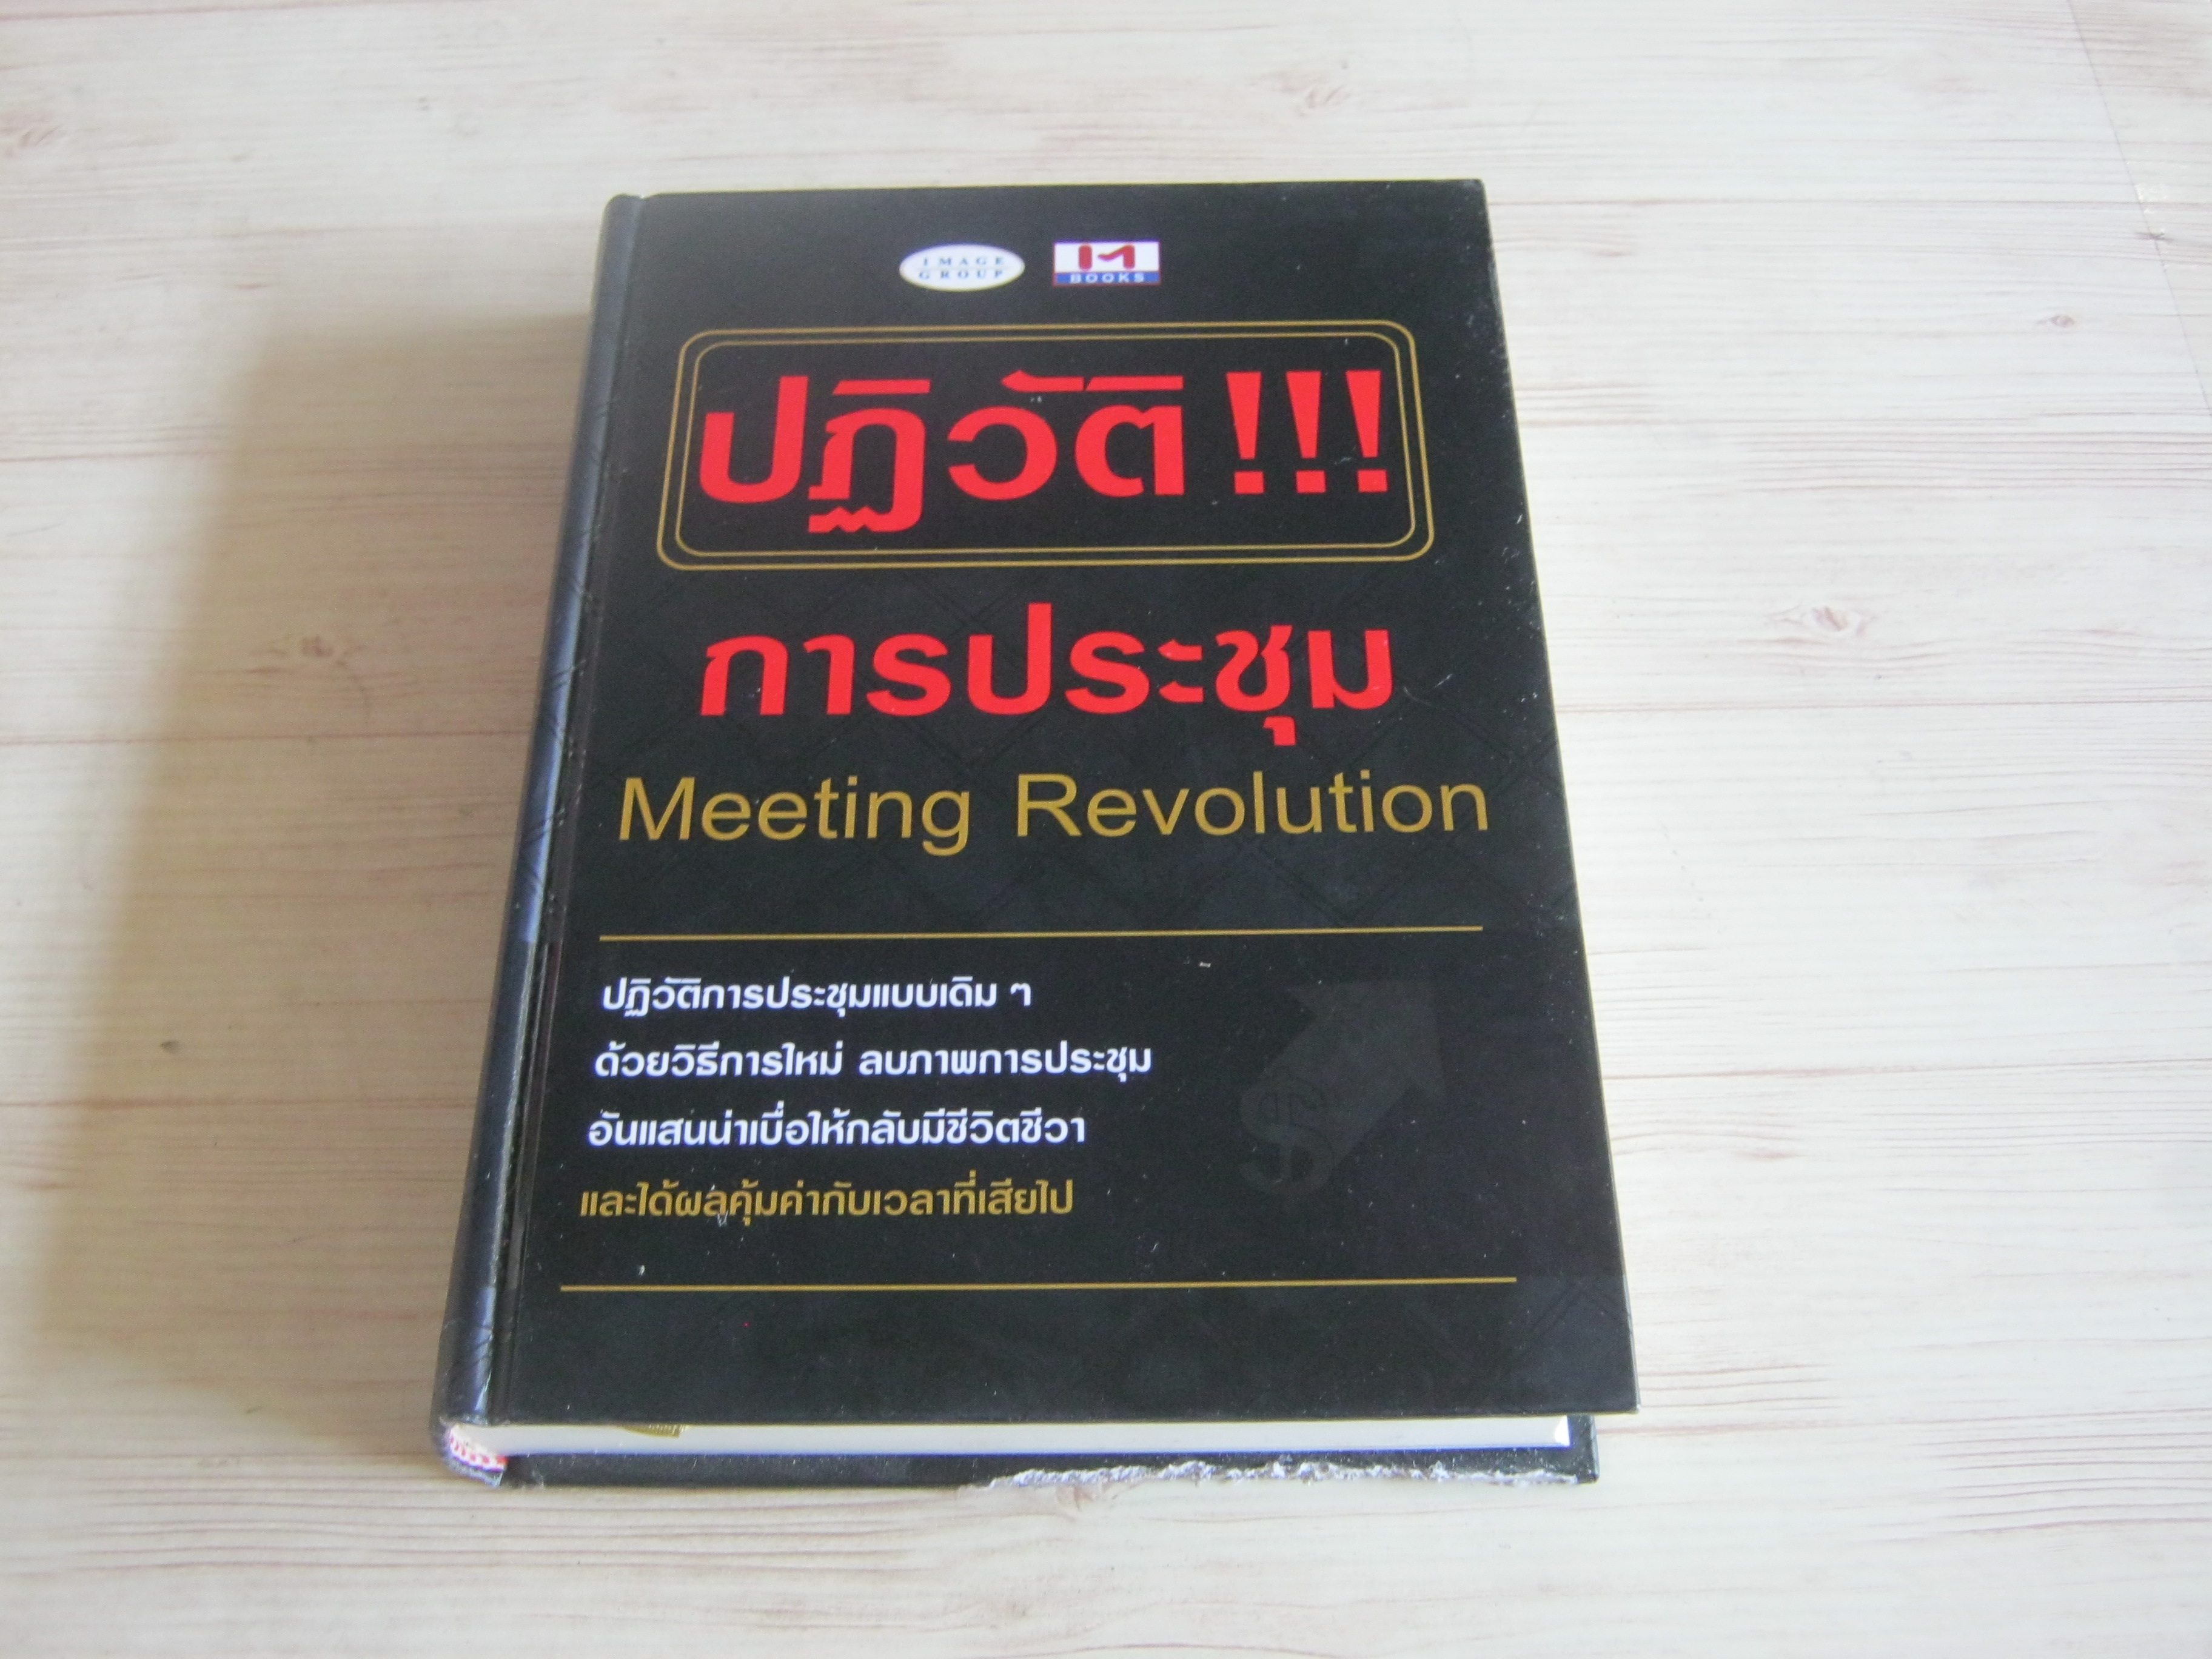 IMAGE
GROUP
M
BOOKS
ปฏิวัติ!!!
การประชุม
Meeting Revolution
ปฏิวัติการประชุมแบบเดิม ๆ
ด้วยวิธีการใหม่ ลบภาพการประชุม
อันแสนน่าเบื่อให้กลับมีชีวิตชีวา
และได้ผลคุ้มค่ากับเวลาที่เสียไป